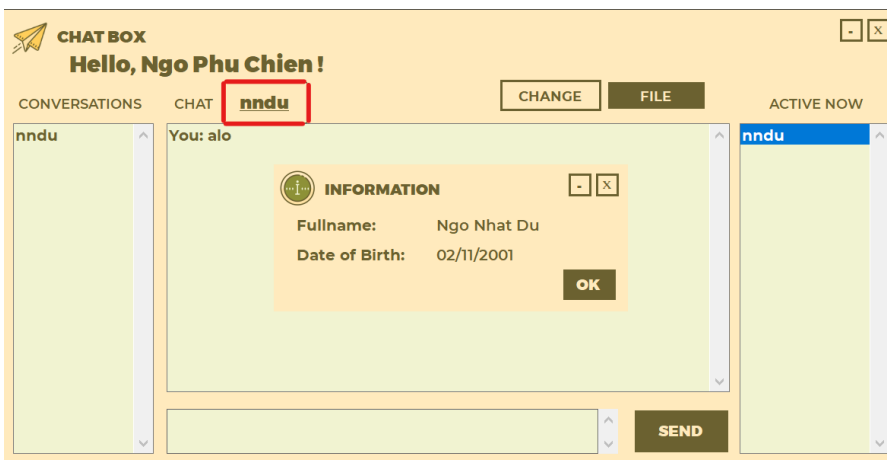 CHAT BOX
- X
Hello, Ngo Phu Chien !
CONVERSATIONS CHAT nndu CHANGE FILE ACTIVE NOW
nndu
You: alo
nndu
i INFORMATION - X
Fullname: Ngo Nhat Du
Date of Birth: 02/11/2001
OK
SEND